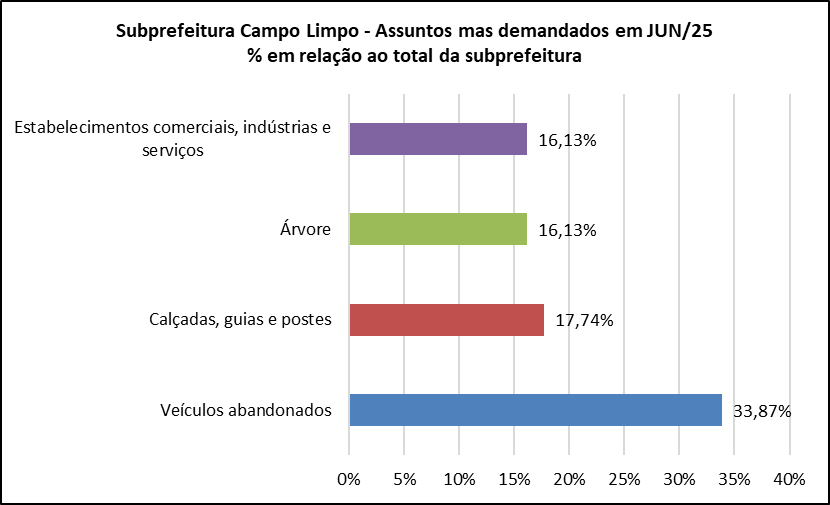 Subprefeitura Campo Limpo - Assuntos mas demandados em JUN/25
% em relação ao total da subprefeitura
Estabelecimentos comerciais, indústrias e
serviços
16,13%
Árvore
16,13%
Calçadas, guias e postes
17,74%
Veículos abandonados
33,87%
0% 5% 10% 15% 20% 25% 30% 35% 40%